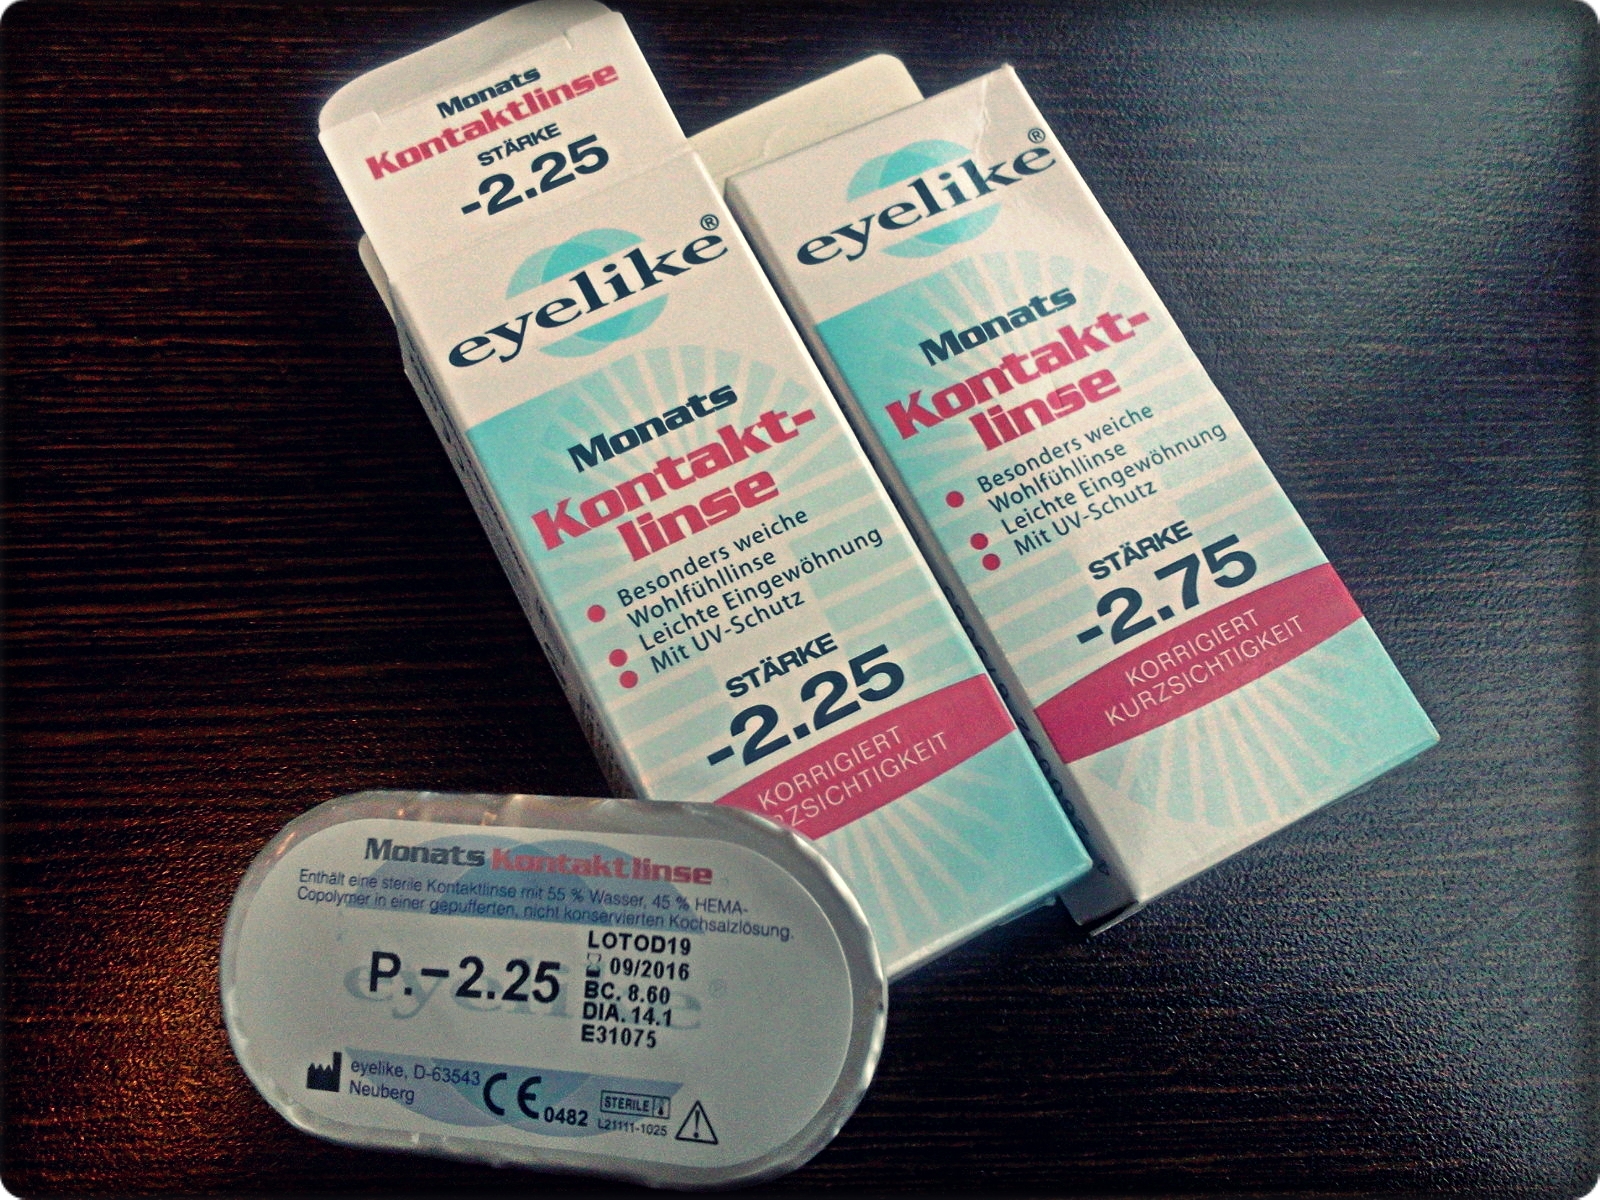 Monats
Kontaktlinse
STÄRKE
-2.25
eyelike®
Monats
Kontakt-
linse
Besonders weiche
Wohlfühllinse
Leichte Eingewöhnung
Mit UV-Schutz
STÄRKE
-2.25
KORRIGIERT
RZSICHTIGKEIT
eyelike®
Monats
Kontakt-
linse
Besonders weiche
Wohlfühllinse
Leichte Eingewöhnung
Mit UV-Schutz
STÄRKE
-2.75
KORRIGIERT
KURZSICHTIGKEIT
Monats Kontaktlinse
Enthält eine sterile Kontaktlinse mit 55 % Wasser, 45 % HEMA-
Copolymer in einer gepufferten, nicht konservierten Kochsalzlösung.
eyelike®
P.-2.25
LOTOD19
09/2016
BC. 8.60
DIA. 14.1
E31075
eyelike, D-63543
Neuberg
CE 0482
STERILE
L21111-1025